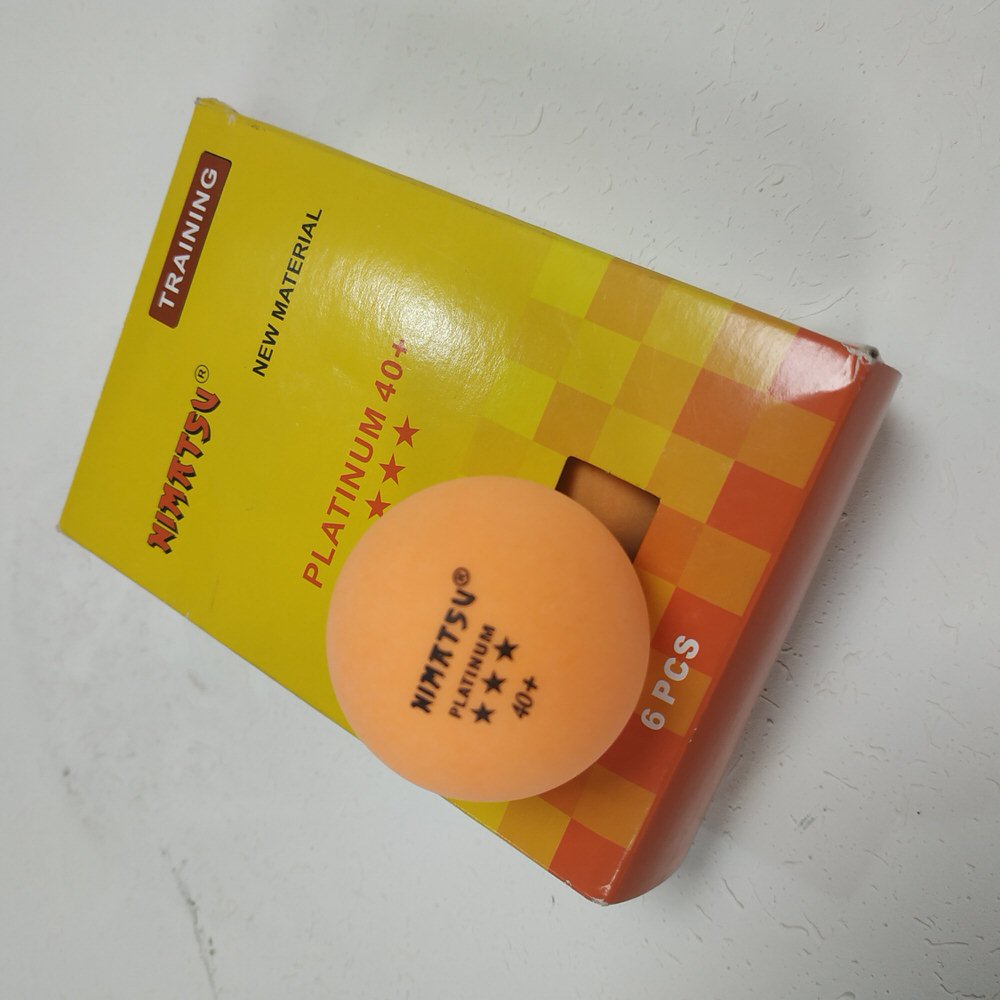 TRAINING
NIMATSU®
NEW MATERIAL
PLATINUM 40+
★★★
NIMATSU®
PLATINUM
★★★
40+
6 PCS